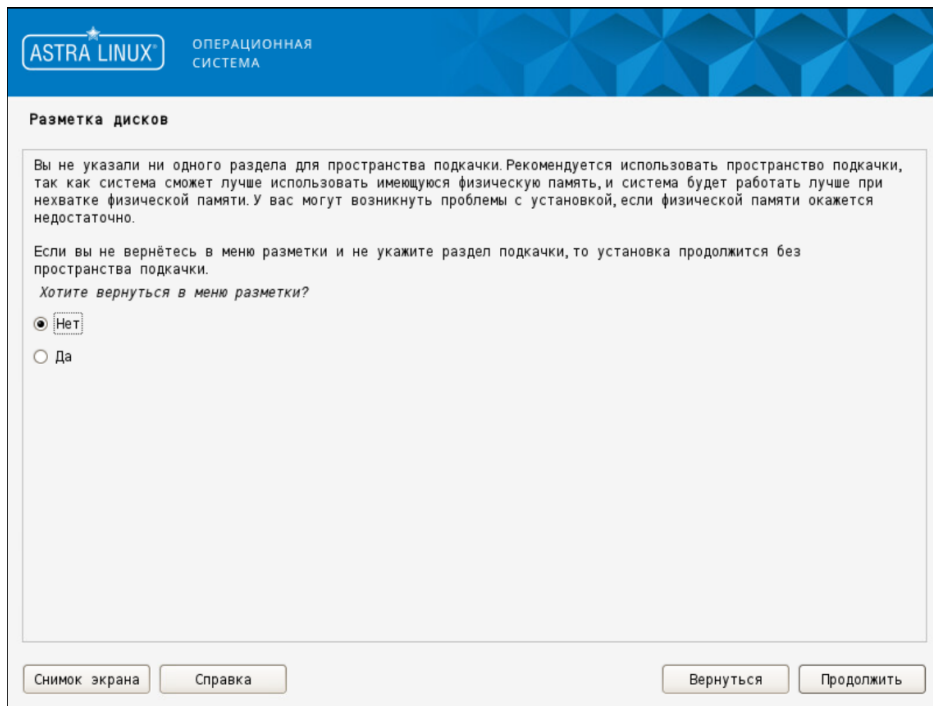 ASTRA LINUX®
ОПЕРАЦИОННАЯ
СИСТЕМА
Разметка дисков
Вы не указали ни одного раздела для пространства подкачки. Рекомендуется использовать пространство подкачки,
так как система сможет лучше использовать имеющуюся физическую память, и система будет работать лучше при
нехватке физической памяти. У вас могут возникнуть проблемы с установкой, если физической памяти окажется
недостаточно.
Если вы не вернётесь в меню разметки и не укажите раздел подкачки, то установка продолжится без
пространства подкачки.
Хотите вернуться в меню разметки?
Нет
Да
Снимок экрана Справка Вернуться Продолжить